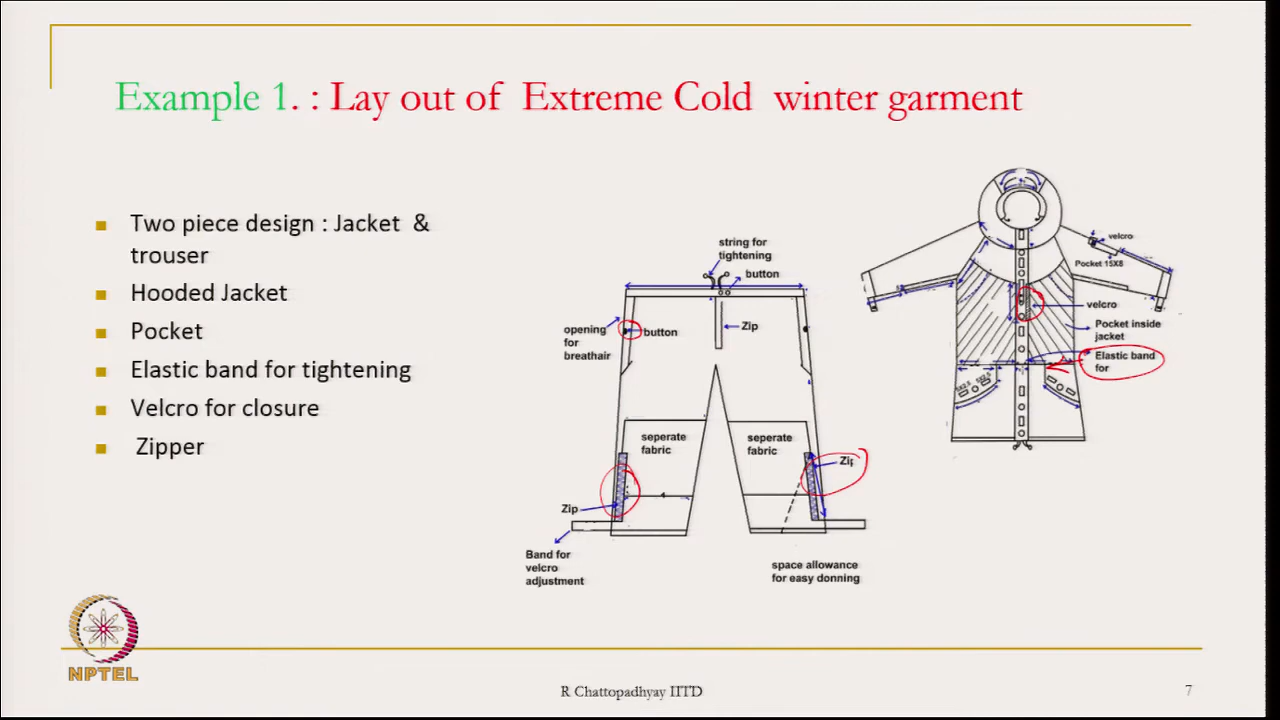 Example 1. : Lay out of Extreme Cold winter garment
Two piece design : Jacket &
trouser
Hooded Jacket
Pocket
Elastic band for tightening
Velcro for closure
Zipper
string for
tightening
button
opening
for
breathair
button
Zip
seperate
fabric
seperate
fabric
Zip
Zip
Band for
velcro
adjustment
space allowance
for easy donning
velcro
Pocket 15X8
velcro
Pocket inside
jacket
Elastic band
for
NPTEL
R Chattopadhyay IITD
7